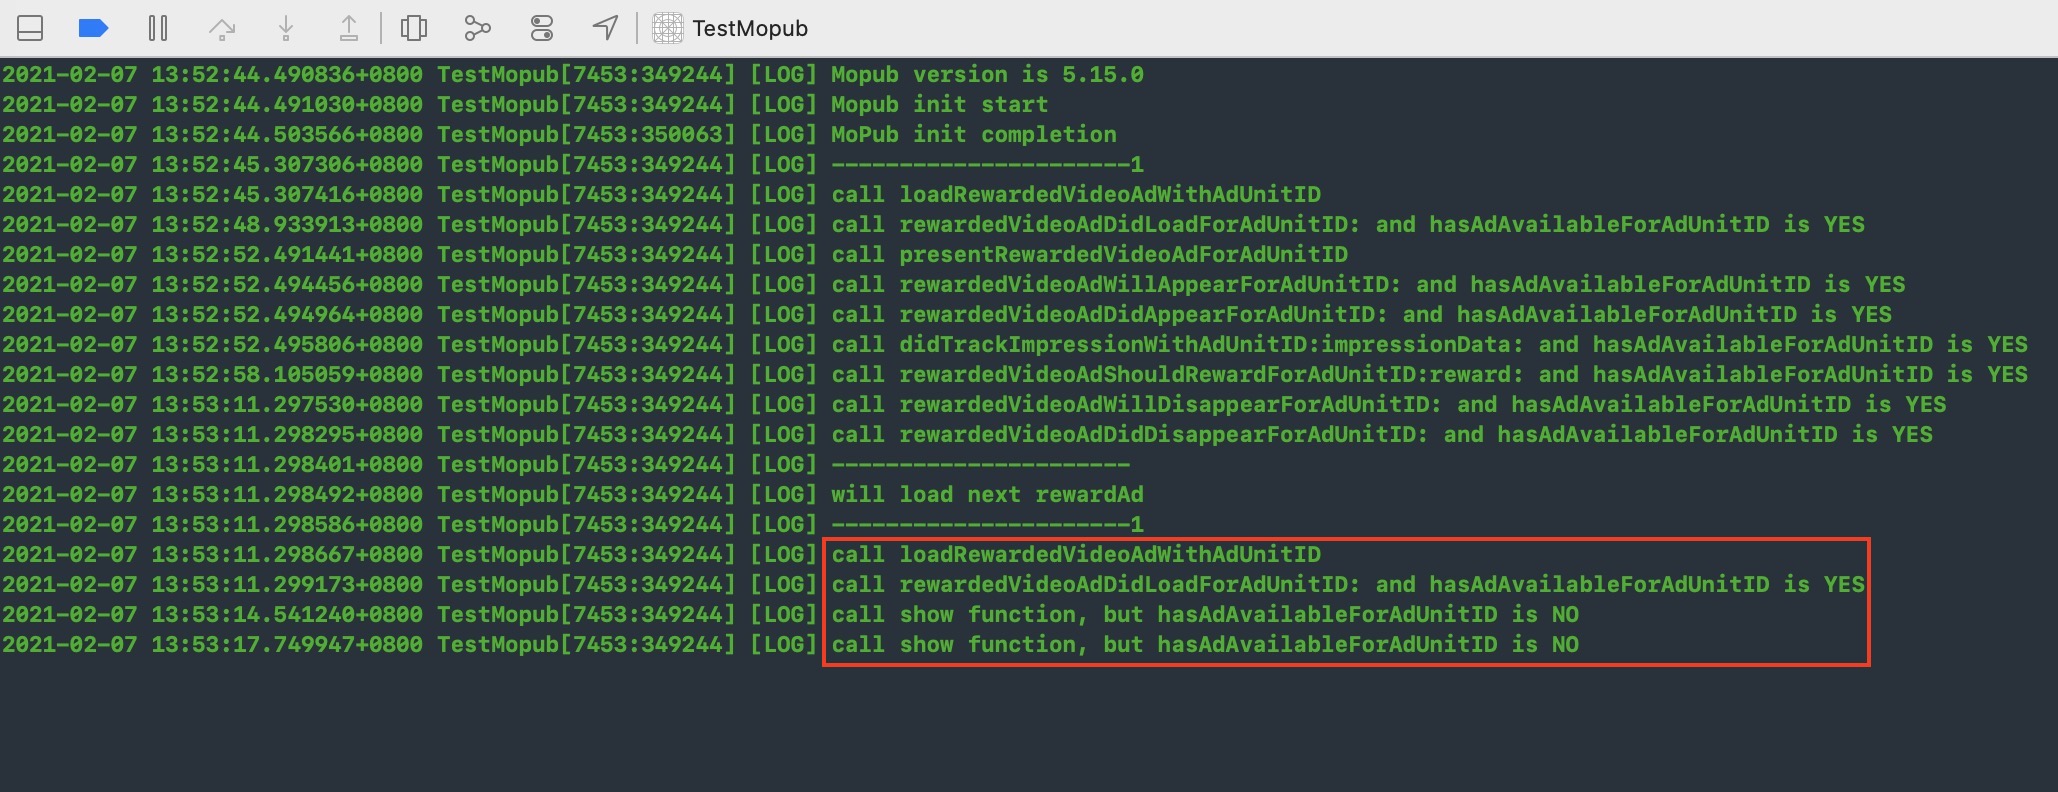 TestMopub
2021-02-07 13:52:44.490836+0800 TestMopub[7453:349244] [LOG] Mopub version is 5.15.0
2021-02-07 13:52:44.491030+0800 TestMopub[7453:349244] [LOG] Mopub init start
2021-02-07 13:52:44.503566+0800 TestMopub[7453:350063] [LOG] MoPub init completion
2021-02-07 13:52:45.307306+0800 TestMopub[7453:349244] [LOG] ----------------------1
2021-02-07 13:52:45.307416+0800 TestMopub[7453:349244] [LOG] call loadRewardedVideoAdWithAdUnitID
2021-02-07 13:52:48.933913+0800 TestMopub[7453:349244] [LOG] call rewardedVideoAdDidLoadForAdUnitID: and hasAdAvailableForAdUnitID is YES
2021-02-07 13:52:52.491441+0800 TestMopub[7453:349244] [LOG] call presentRewardedVideoAdForAdUnitID
2021-02-07 13:52:52.494456+0800 TestMopub[7453:349244] [LOG] call rewardedVideoAdWillAppearForAdUnitID: and hasAdAvailableForAdUnitID is YES
2021-02-07 13:52:52.494964+0800 TestMopub[7453:349244] [LOG] call rewardedVideoAdDidAppearForAdUnitID: and hasAdAvailableForAdUnitID is YES
2021-02-07 13:52:52.495806+0800 TestMopub[7453:349244] [LOG] call didTrackImpressionWithAdUnitID:impressionData: and hasAdAvailableForAdUnitID is YES
2021-02-07 13:52:58.105059+0800 TestMopub[7453:349244] [LOG] call rewardedVideoAdShouldRewardForAdUnitID:reward: and hasAdAvailableForAdUnitID is YES
2021-02-07 13:53:11.297530+0800 TestMopub[7453:349244] [LOG] call rewardedVideoAdWillDisappearForAdUnitID: and hasAdAvailableForAdUnitID is YES
2021-02-07 13:53:11.298295+0800 TestMopub[7453:349244] [LOG] call rewardedVideoAdDidDisappearForAdUnitID: and hasAdAvailableForAdUnitID is YES
2021-02-07 13:53:11.298401+0800 TestMopub[7453:349244] [LOG] ----------------------
2021-02-07 13:53:11.298492+0800 TestMopub[7453:349244] [LOG] will load next rewardAd
2021-02-07 13:53:11.298586+0800 TestMopub[7453:349244] [LOG] ----------------------1
2021-02-07 13:53:11.298667+0800 TestMopub[7453:349244] [LOG] call loadRewardedVideoAdWithAdUnitID
2021-02-07 13:53:11.299173+0800 TestMopub[7453:349244] [LOG] call rewardedVideoAdDidLoadForAdUnitID: and hasAdAvailableForAdUnitID is YES
2021-02-07 13:53:14.541240+0800 TestMopub[7453:349244] [LOG] call show function, but hasAdAvailableForAdUnitID is NO
2021-02-07 13:53:17.749947+0800 TestMopub[7453:349244] [LOG] call show function, but hasAdAvailableForAdUnitID is NO